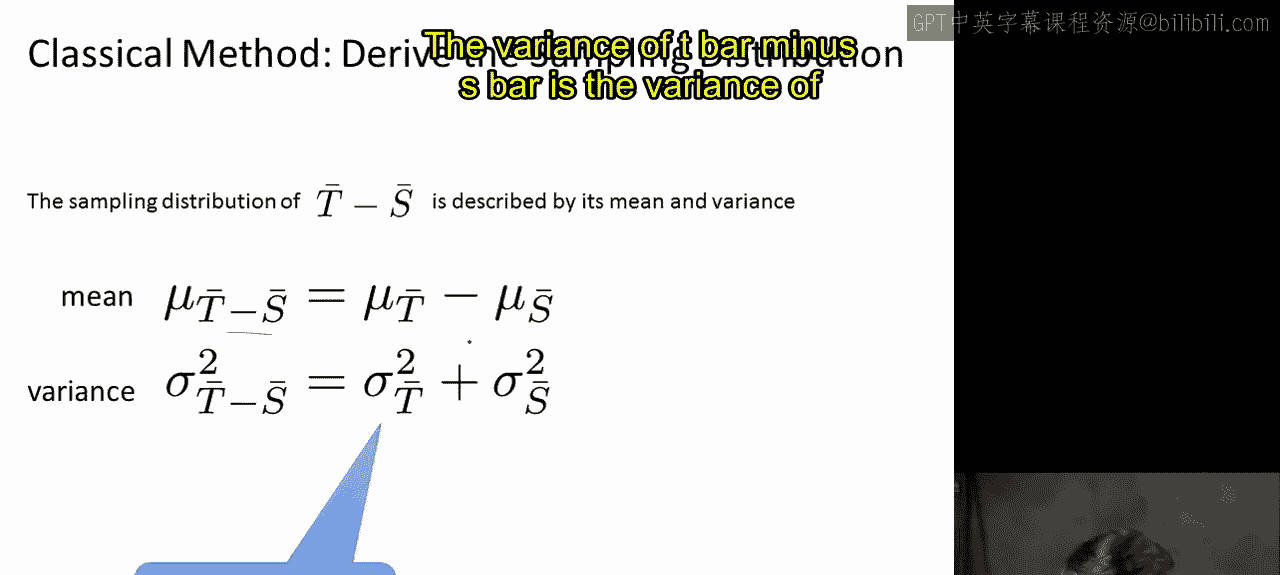 GPT中英字幕课程资源@bilibili.com
The variance of t bar minus
s bar is the variance of
Classical Method: Derive the Sampling Distribution
The sampling distribution of T̄ − S̄ is described by its mean and variance
mean μ_{T̄−S̄} = μ_{T̄} − μ_{S̄}
variance σ²_{T̄−S̄} = σ²_{T̄} + σ²_{S̄}